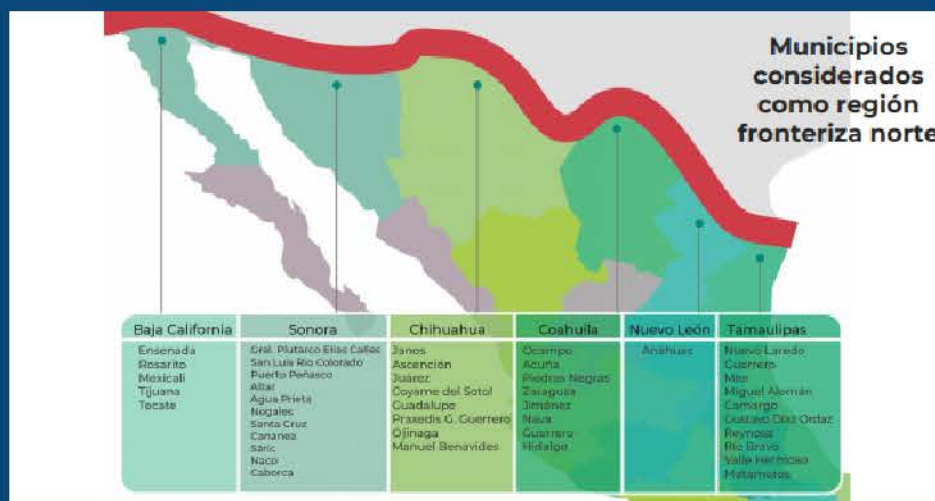 Municipios
considerados
como región
fronteriza norte
Baja California
Ensenada
Rosarito
Mexicali
Tijuana
Tecate
Sonora
Gral. Plutarco Elías Calles
San Luis Río Colorado
Puerto Peñasco
Altar
Agua Prieta
Nogales
Santa Cruz
Cananea
Sáric
Naco
Caborca
Chihuahua
Janos
Ascención
Juárez
Coyame del Sotol
Guadalupe
Praxedis G. Guerrero
Ojinaga
Manuel Benavides
Coahuila
Ocampo
Acuña
Piedras Negras
Zaragoza
Jiménez
Nava
Guerrero
Hidalgo
Nuevo León
Anáhuac
Tamaulipas
Nuevo Laredo
Guerrero
Mier
Miguel Alemán
Camargo
Gustavo Díaz Ordaz
Reynosa
Río Bravo
Valle Hermoso
Matamoros